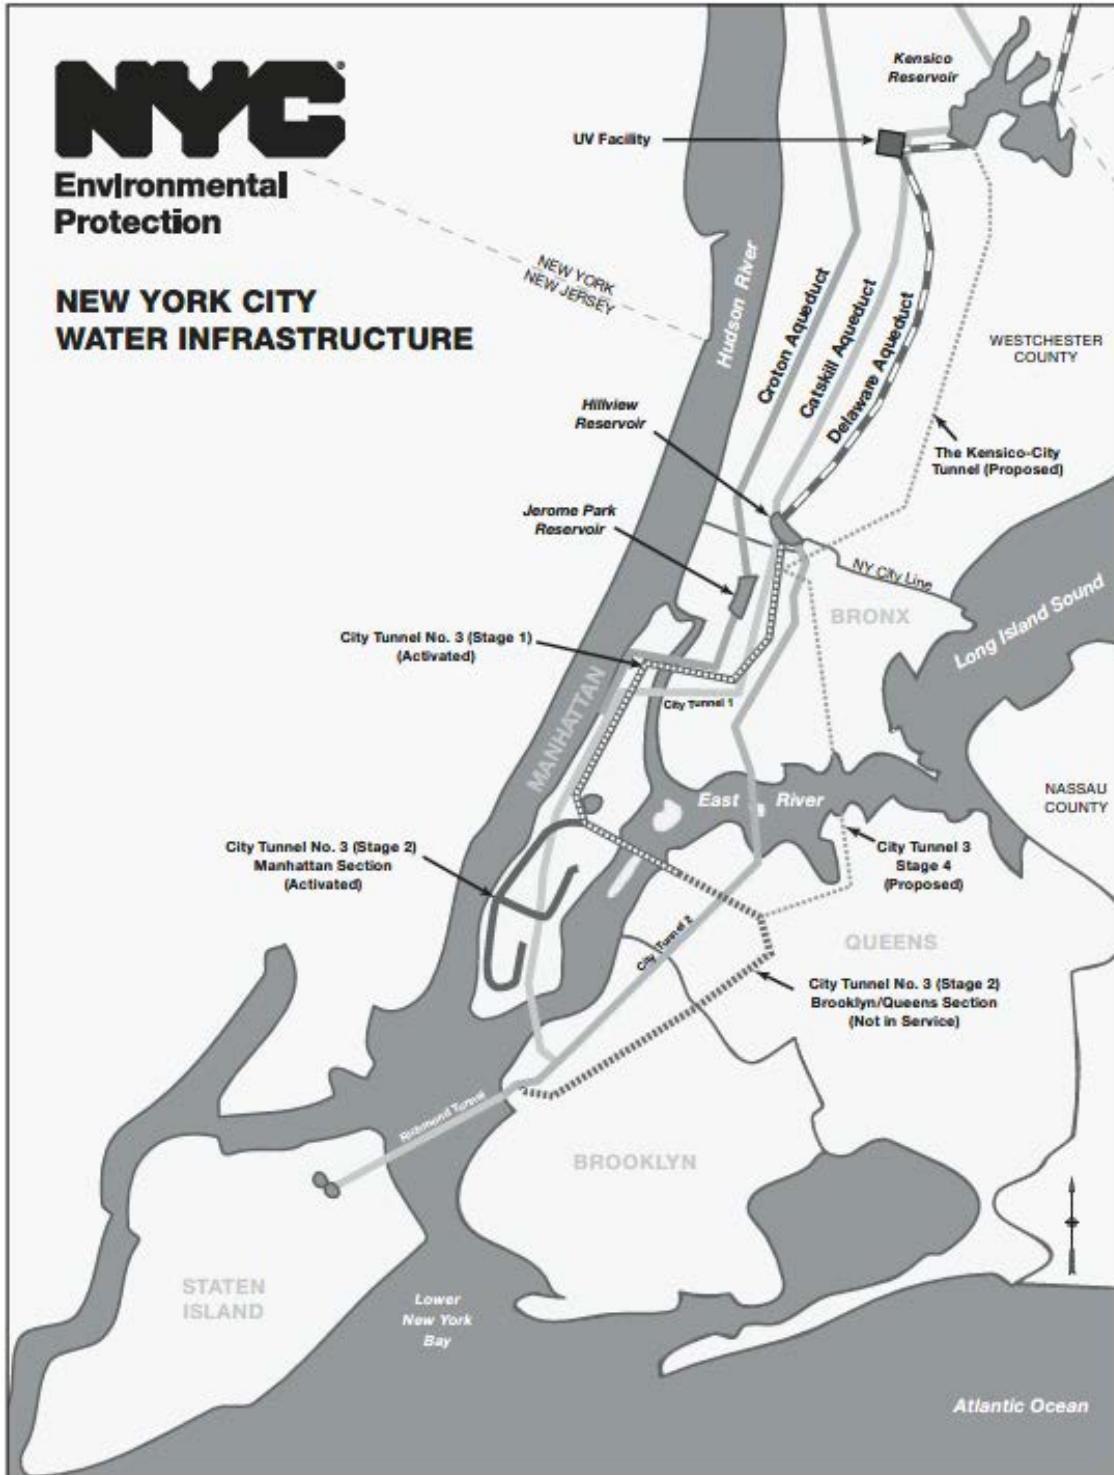 NYC®
Environmental
Protection
NEW YORK CITY
WATER INFRASTRUCTURE
Kensico
Reservoir
UV Facility
NEW YORK
NEW JERSEY
Hudson River
Croton Aqueduct
Catskill Aqueduct
Delaware Aqueduct
WESTCHESTER
COUNTY
Hillview
Reservoir
The Kensico-City
Tunnel (Proposed)
Jerome Park
Reservoir
NY City Line
BRONX
Long Island Sound
City Tunnel No. 3 (Stage 1)
(Activated)
MANHATTAN
City Tunnel 1
East River
NASSAU
COUNTY
City Tunnel No. 3 (Stage 2)
Manhattan Section
(Activated)
City Tunnel 3
Stage 4
(Proposed)
City Tunnel 2
QUEENS
City Tunnel No. 3 (Stage 2)
Brooklyn/Queens Section
(Not in Service)
Richmond Tunnel
BROOKLYN
STATEN
ISLAND
Lower
New York
Bay
Atlantic Ocean